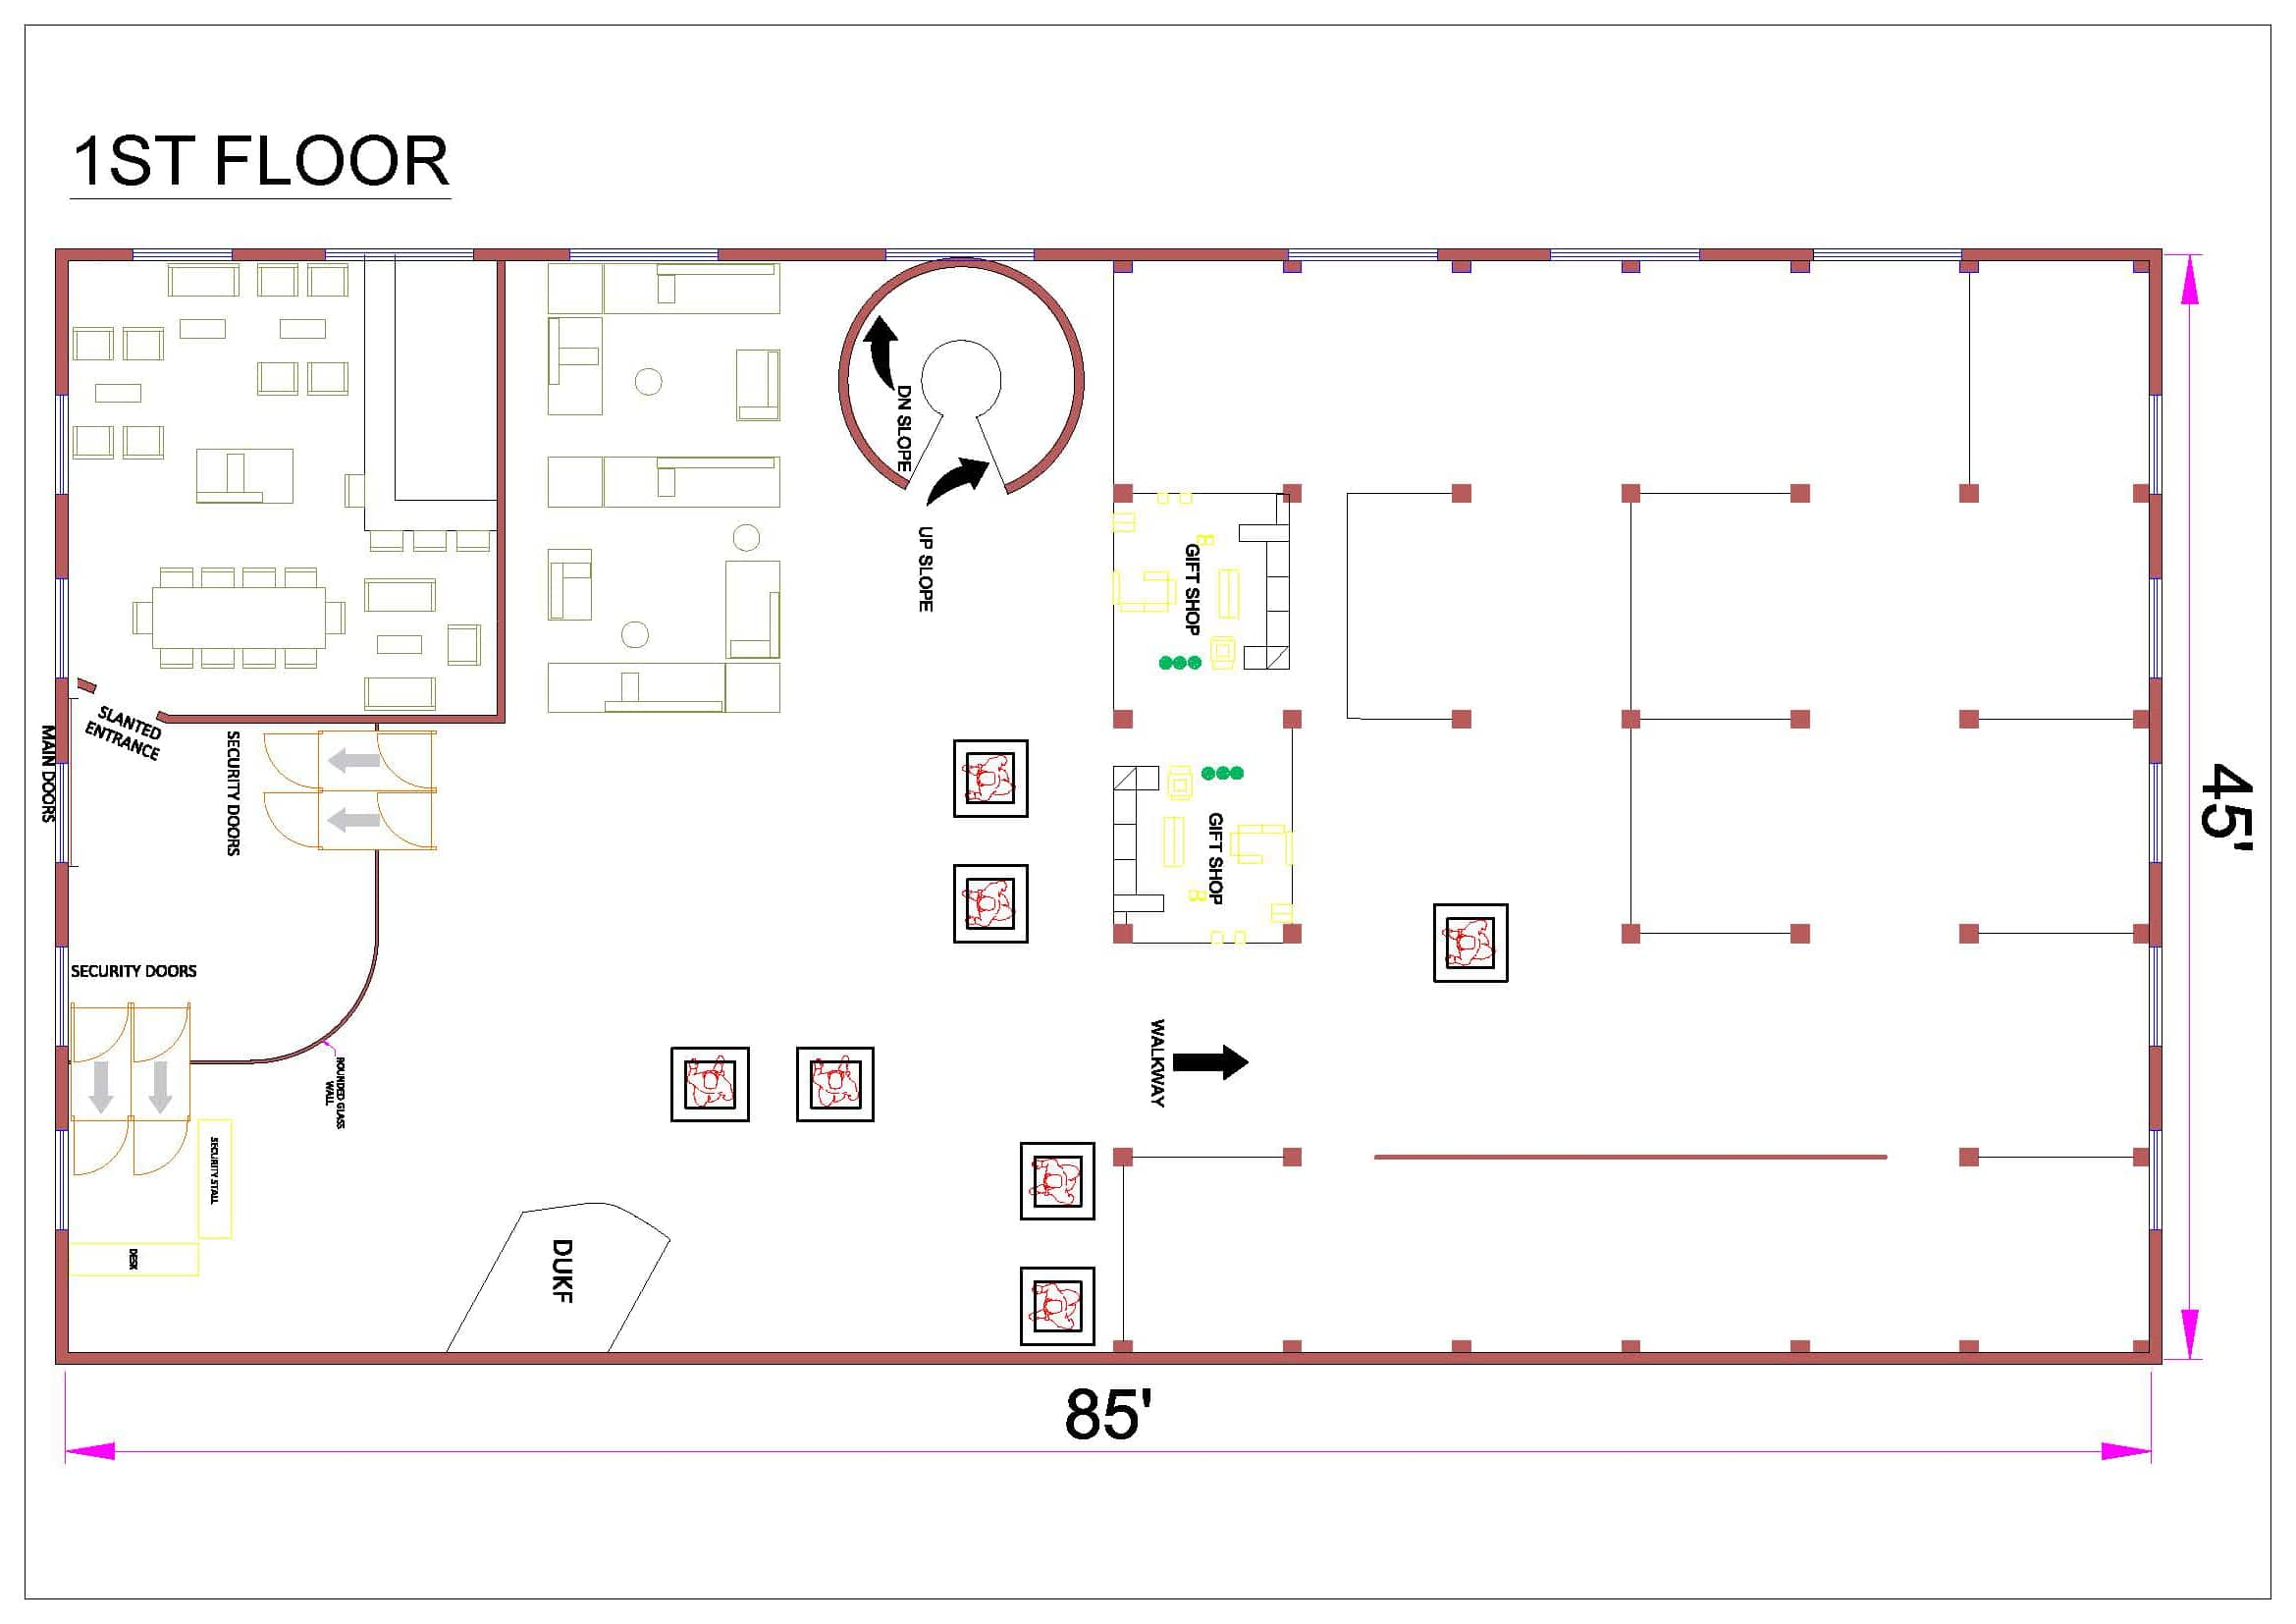 1ST FLOOR
DN SLOPE
UP SLOPE
GIFT SHOP
SLANTED
ENTRANCE
MAIN DOORS
SECURITY DOORS
45'
GIFT SHOP
SECURITY DOORS
WALKWAY
ROUNDED GLASS
WALL
SECURITY STALL
DESK
DUKF
85'